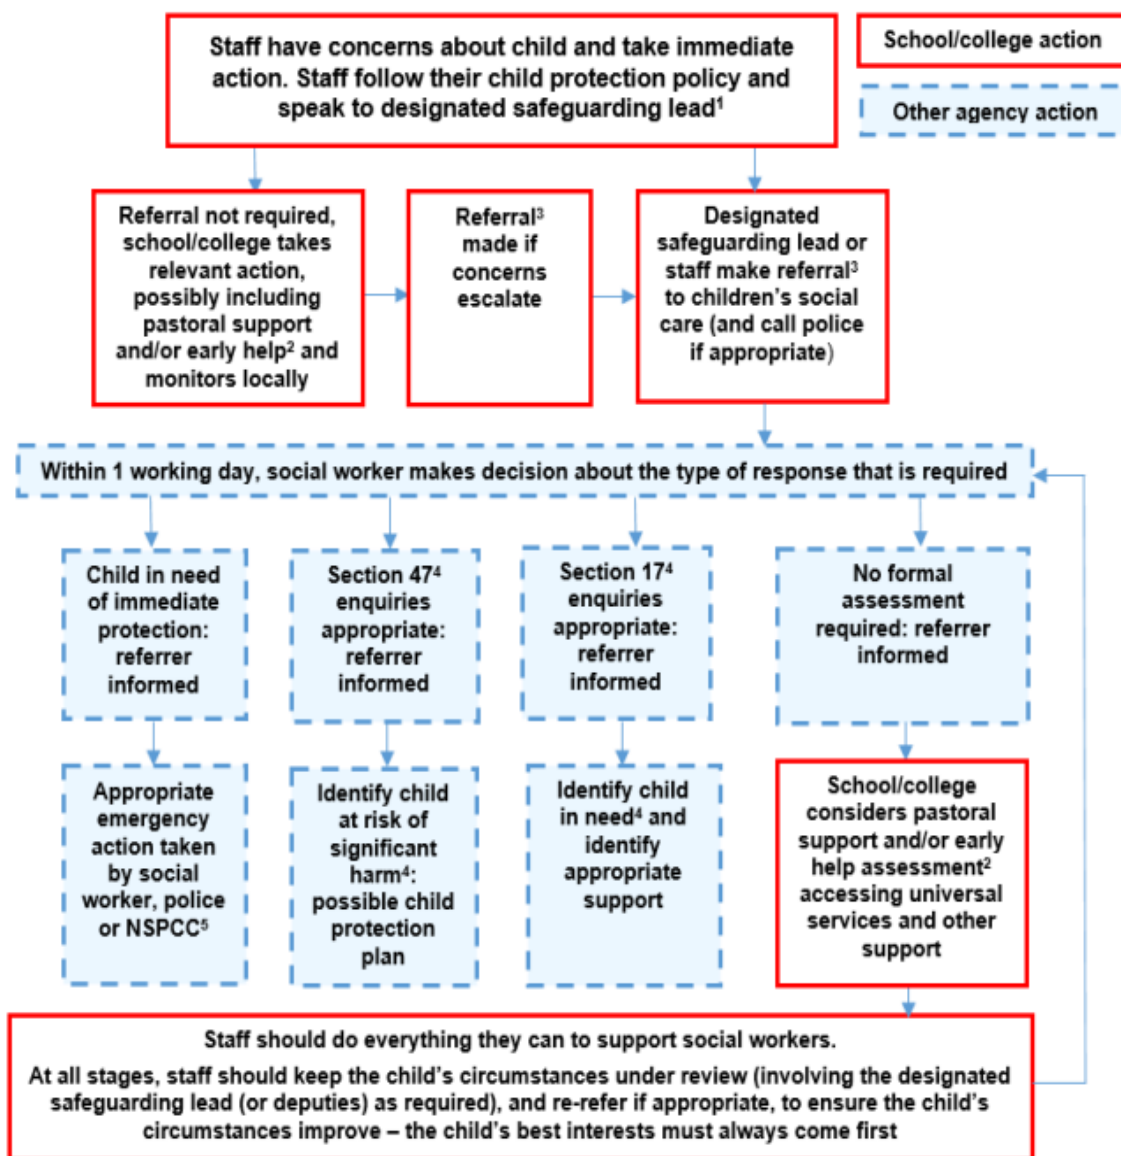 Staff have concerns about child and take immediate
action. Staff follow their child protection policy and
speak to designated safeguarding lead¹
School/college action
Other agency action
Referral not required,
school/college takes
relevant action,
possibly including
pastoral support
and/or early help² and
monitors locally
Referral³
made if
concerns
escalate
Designated
safeguarding lead or
staff make referral³
to children's social
care (and call police
if appropriate)
Within 1 working day, social worker makes decision about the type of response that is required
Child in need
of immediate
protection:
referrer
informed
Section 47⁴
enquiries
appropriate:
referrer
informed
Section 17⁴
enquiries
appropriate:
referrer
informed
No formal
assessment
required: referrer
informed
Appropriate
emergency
action taken
by social
worker, police
or NSPCC⁵
Identify child
at risk of
significant
harm⁴:
possible child
protection
plan
Identify child
in need⁴ and
identify
appropriate
support
School/college
considers pastoral
support and/or early
help assessment²
accessing universal
services and other
support
Staff should do everything they can to support social workers.
At all stages, staff should keep the child's circumstances under review (involving the designated
safeguarding lead (or deputies) as required), and re-refer if appropriate, to ensure the child's
circumstances improve – the child's best interests must always come first